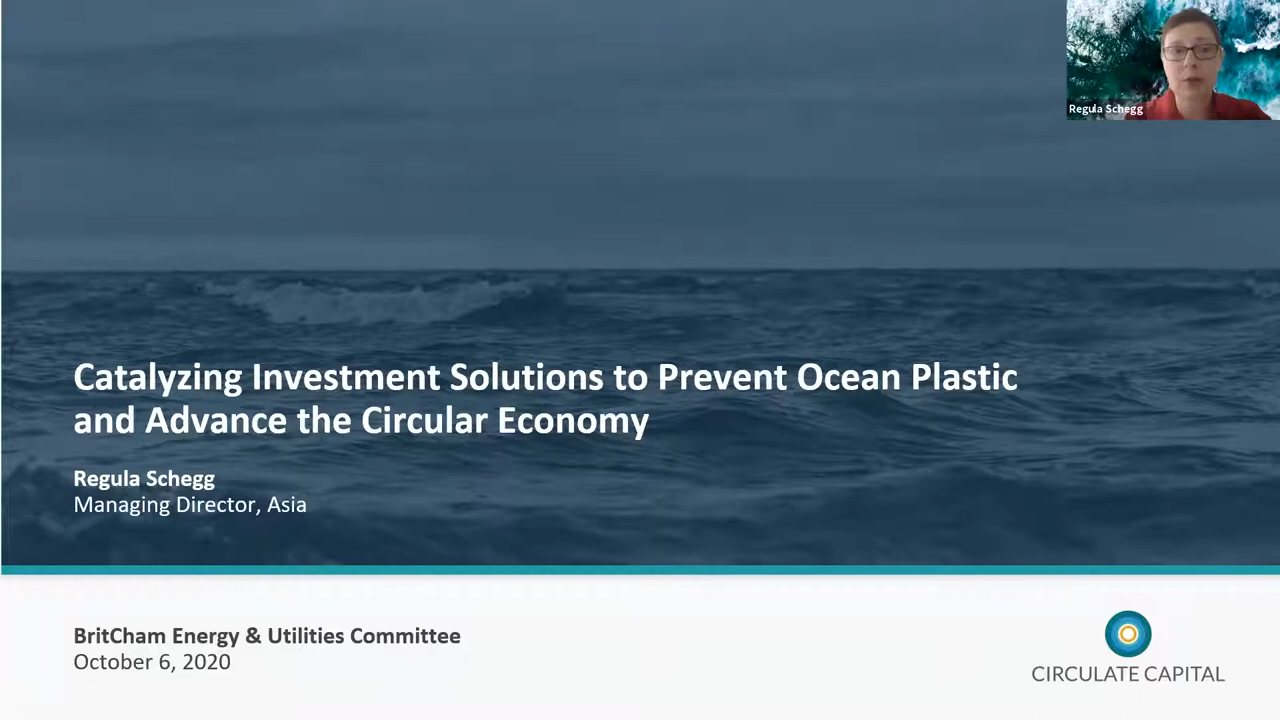 Regula Schegg
Catalyzing Investment Solutions to Prevent Ocean Plastic
and Advance the Circular Economy
Regula Schegg
Managing Director, Asia
BritCham Energy & Utilities Committee
October 6, 2020
CIRCULATE CAPITAL